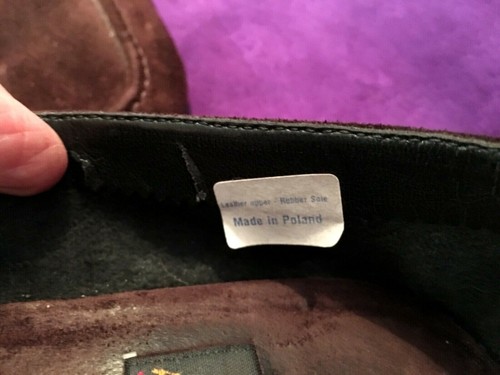 Leather upper - Rubber Sole
Made in Poland